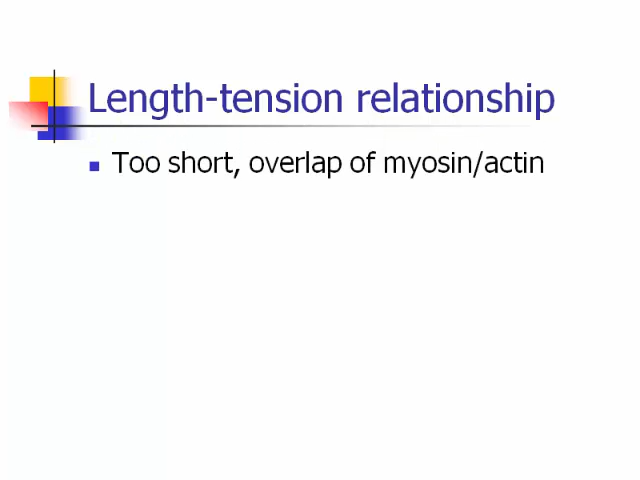 Length-tension relationship
Too short, overlap of myosin/actin